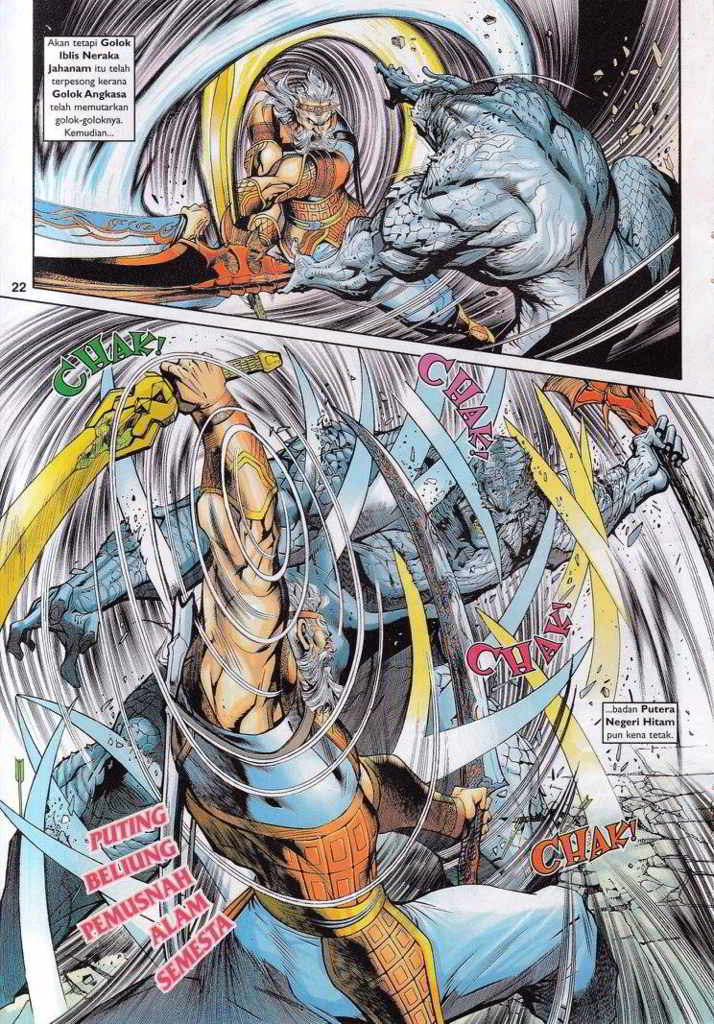 Akan tetapi Golok
Iblis Neraka
Jahanam itu telah
terpesong kerana
Golok Angkasa
telah memutarkan
golok-goloknya.
Kemudian...
22
CHAK!
CHAK!
CHAK!
...badan Putera
Negeri Hitam
pun kena tetak.
CHAK!
PUTING
BELIUNG
PEMUSNAH
ALAM
SEMESTA